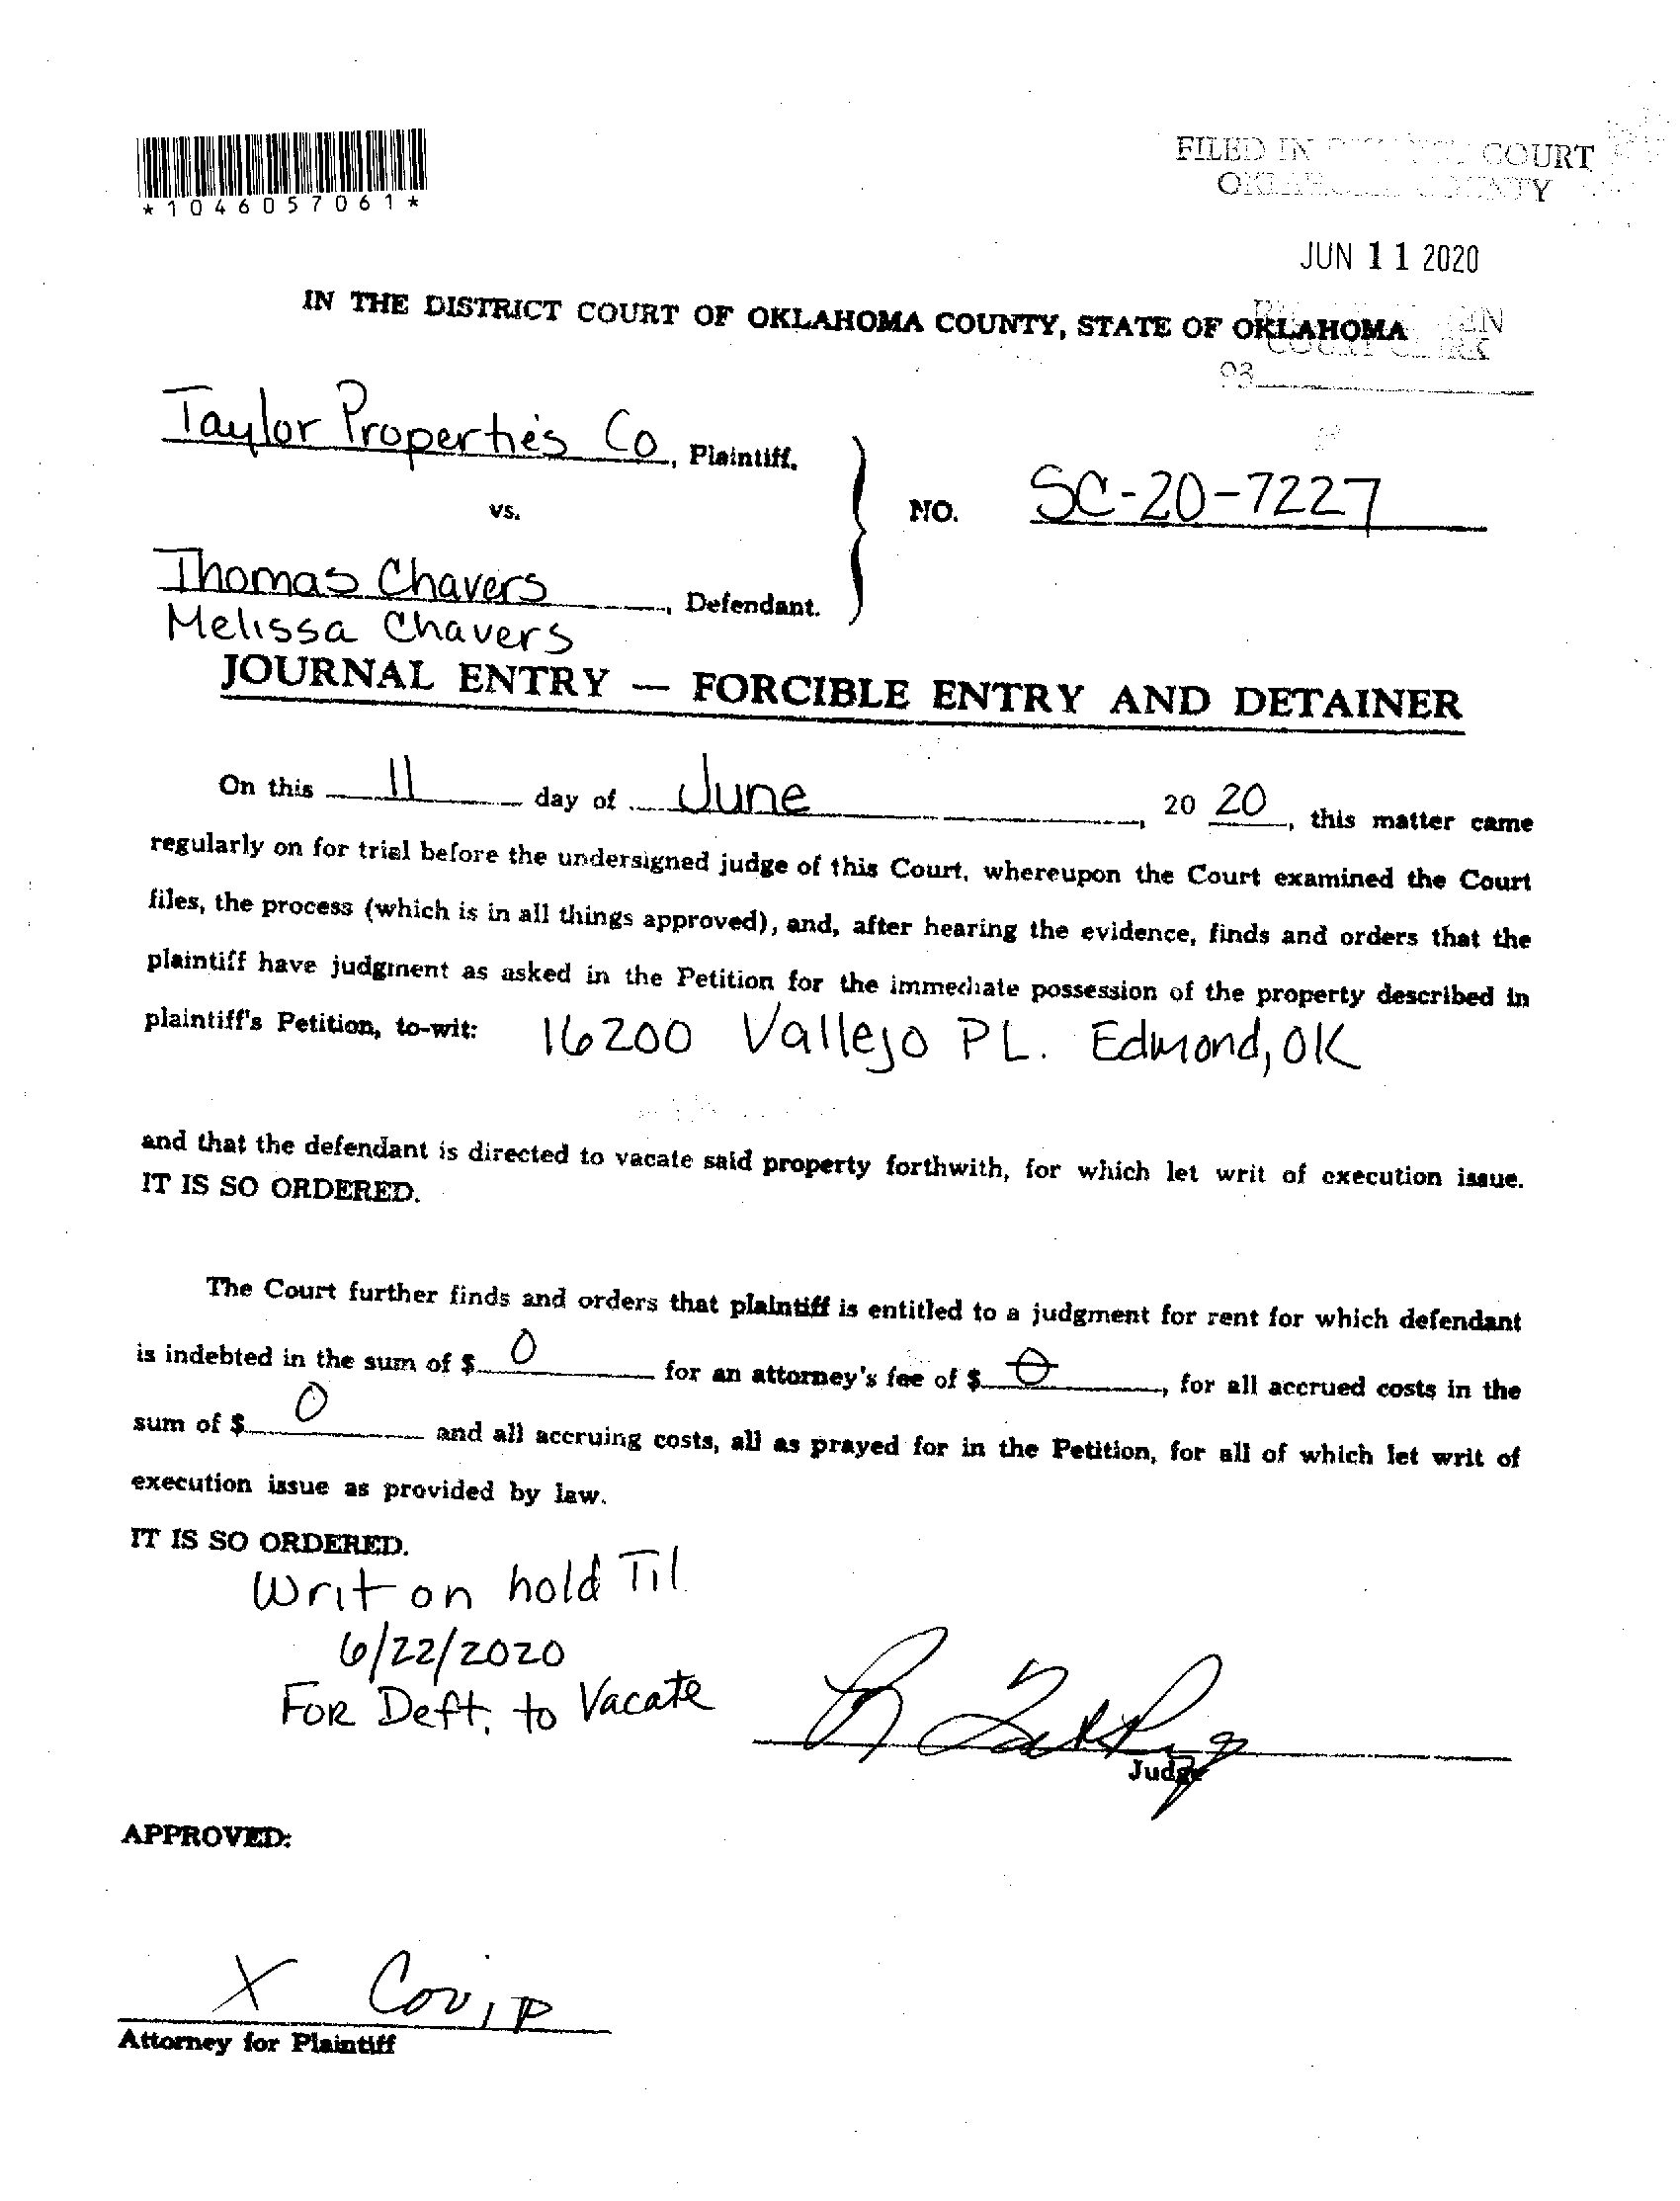 *1046057061*
FILED IN COURT
JUN 11 2020
IN THE DISTRICT COURT OF OKLAHOMA COUNTY, STATE OF OKLAHOMA
Taylor Properties Co, Plaintiff,
vs.
NO. SC-20-7227
Thomas Chavers, Defendant.
Melissa Chavers
JOURNAL ENTRY — FORCIBLE ENTRY AND DETAINER
On this 11 day of June, 20 20, this matter came
regularly on for trial before the undersigned judge of this Court, whereupon the Court examined the Court
files, the process (which is in all things approved), and, after hearing the evidence, finds and orders that the
plaintiff have judgment as asked in the Petition for the immediate possession of the property described in
plaintiff's Petition, to-wit: 16200 Vallejo PL. Edmond, OK
and that the defendant is directed to vacate said property forthwith, for which let writ of execution issue.
IT IS SO ORDERED.
The Court further finds and orders that plaintiff is entitled to a judgment for rent for which defendant
is indebted in the sum of $ 0 for an attorney's fee of $ 0, for all accrued costs in the
sum of $ 0 and all accruing costs, all as prayed for in the Petition, for all of which let writ of
execution issue as provided by law.
IT IS SO ORDERED.
Writ on hold Til
6/22/2020
FOR Deft. to Vacate
Judge
APPROVED:
X
Attorney for Plaintiff